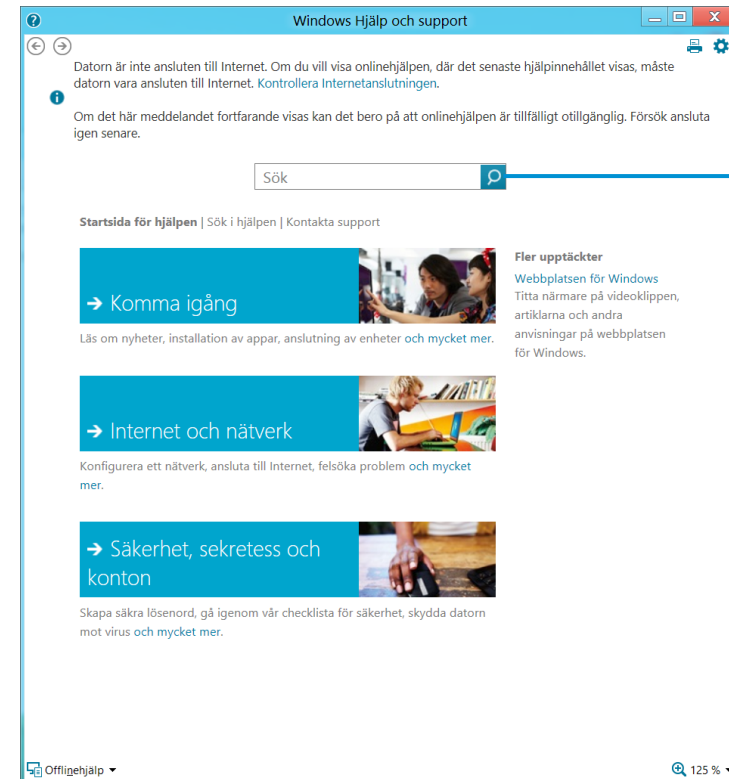 Windows Hjälp och support
Datorn är inte ansluten till Internet. Om du vill visa onlinehjälpen, där det senaste hjälpinnehållet visas, måste
datorn vara ansluten till Internet. Kontrollera Internetanslutningen.
Om det här meddelandet fortfarande visas kan det bero på att onlinehjälpen är tillfälligt otillgänglig. Försök ansluta
igen senare.
Sök
Startsida för hjälpen | Sök i hjälpen | Kontakta support
→ Komma igång
Läs om nyheter, installation av appar, anslutning av enheter och mycket mer.
→ Internet och nätverk
Konfigurera ett nätverk, ansluta till Internet, felsöka problem och mycket
mer.
→ Säkerhet, sekretess och
konton
Skapa säkra lösenord, gå igenom vår checklista för säkerhet, skydda datorn
mot virus och mycket mer.
Fler upptäckter
Webbplatsen för Windows
Titta närmare på videoklippen,
artiklarna och andra
anvisningar på webbplatsen
för Windows.
Offlinehjälp
125 %